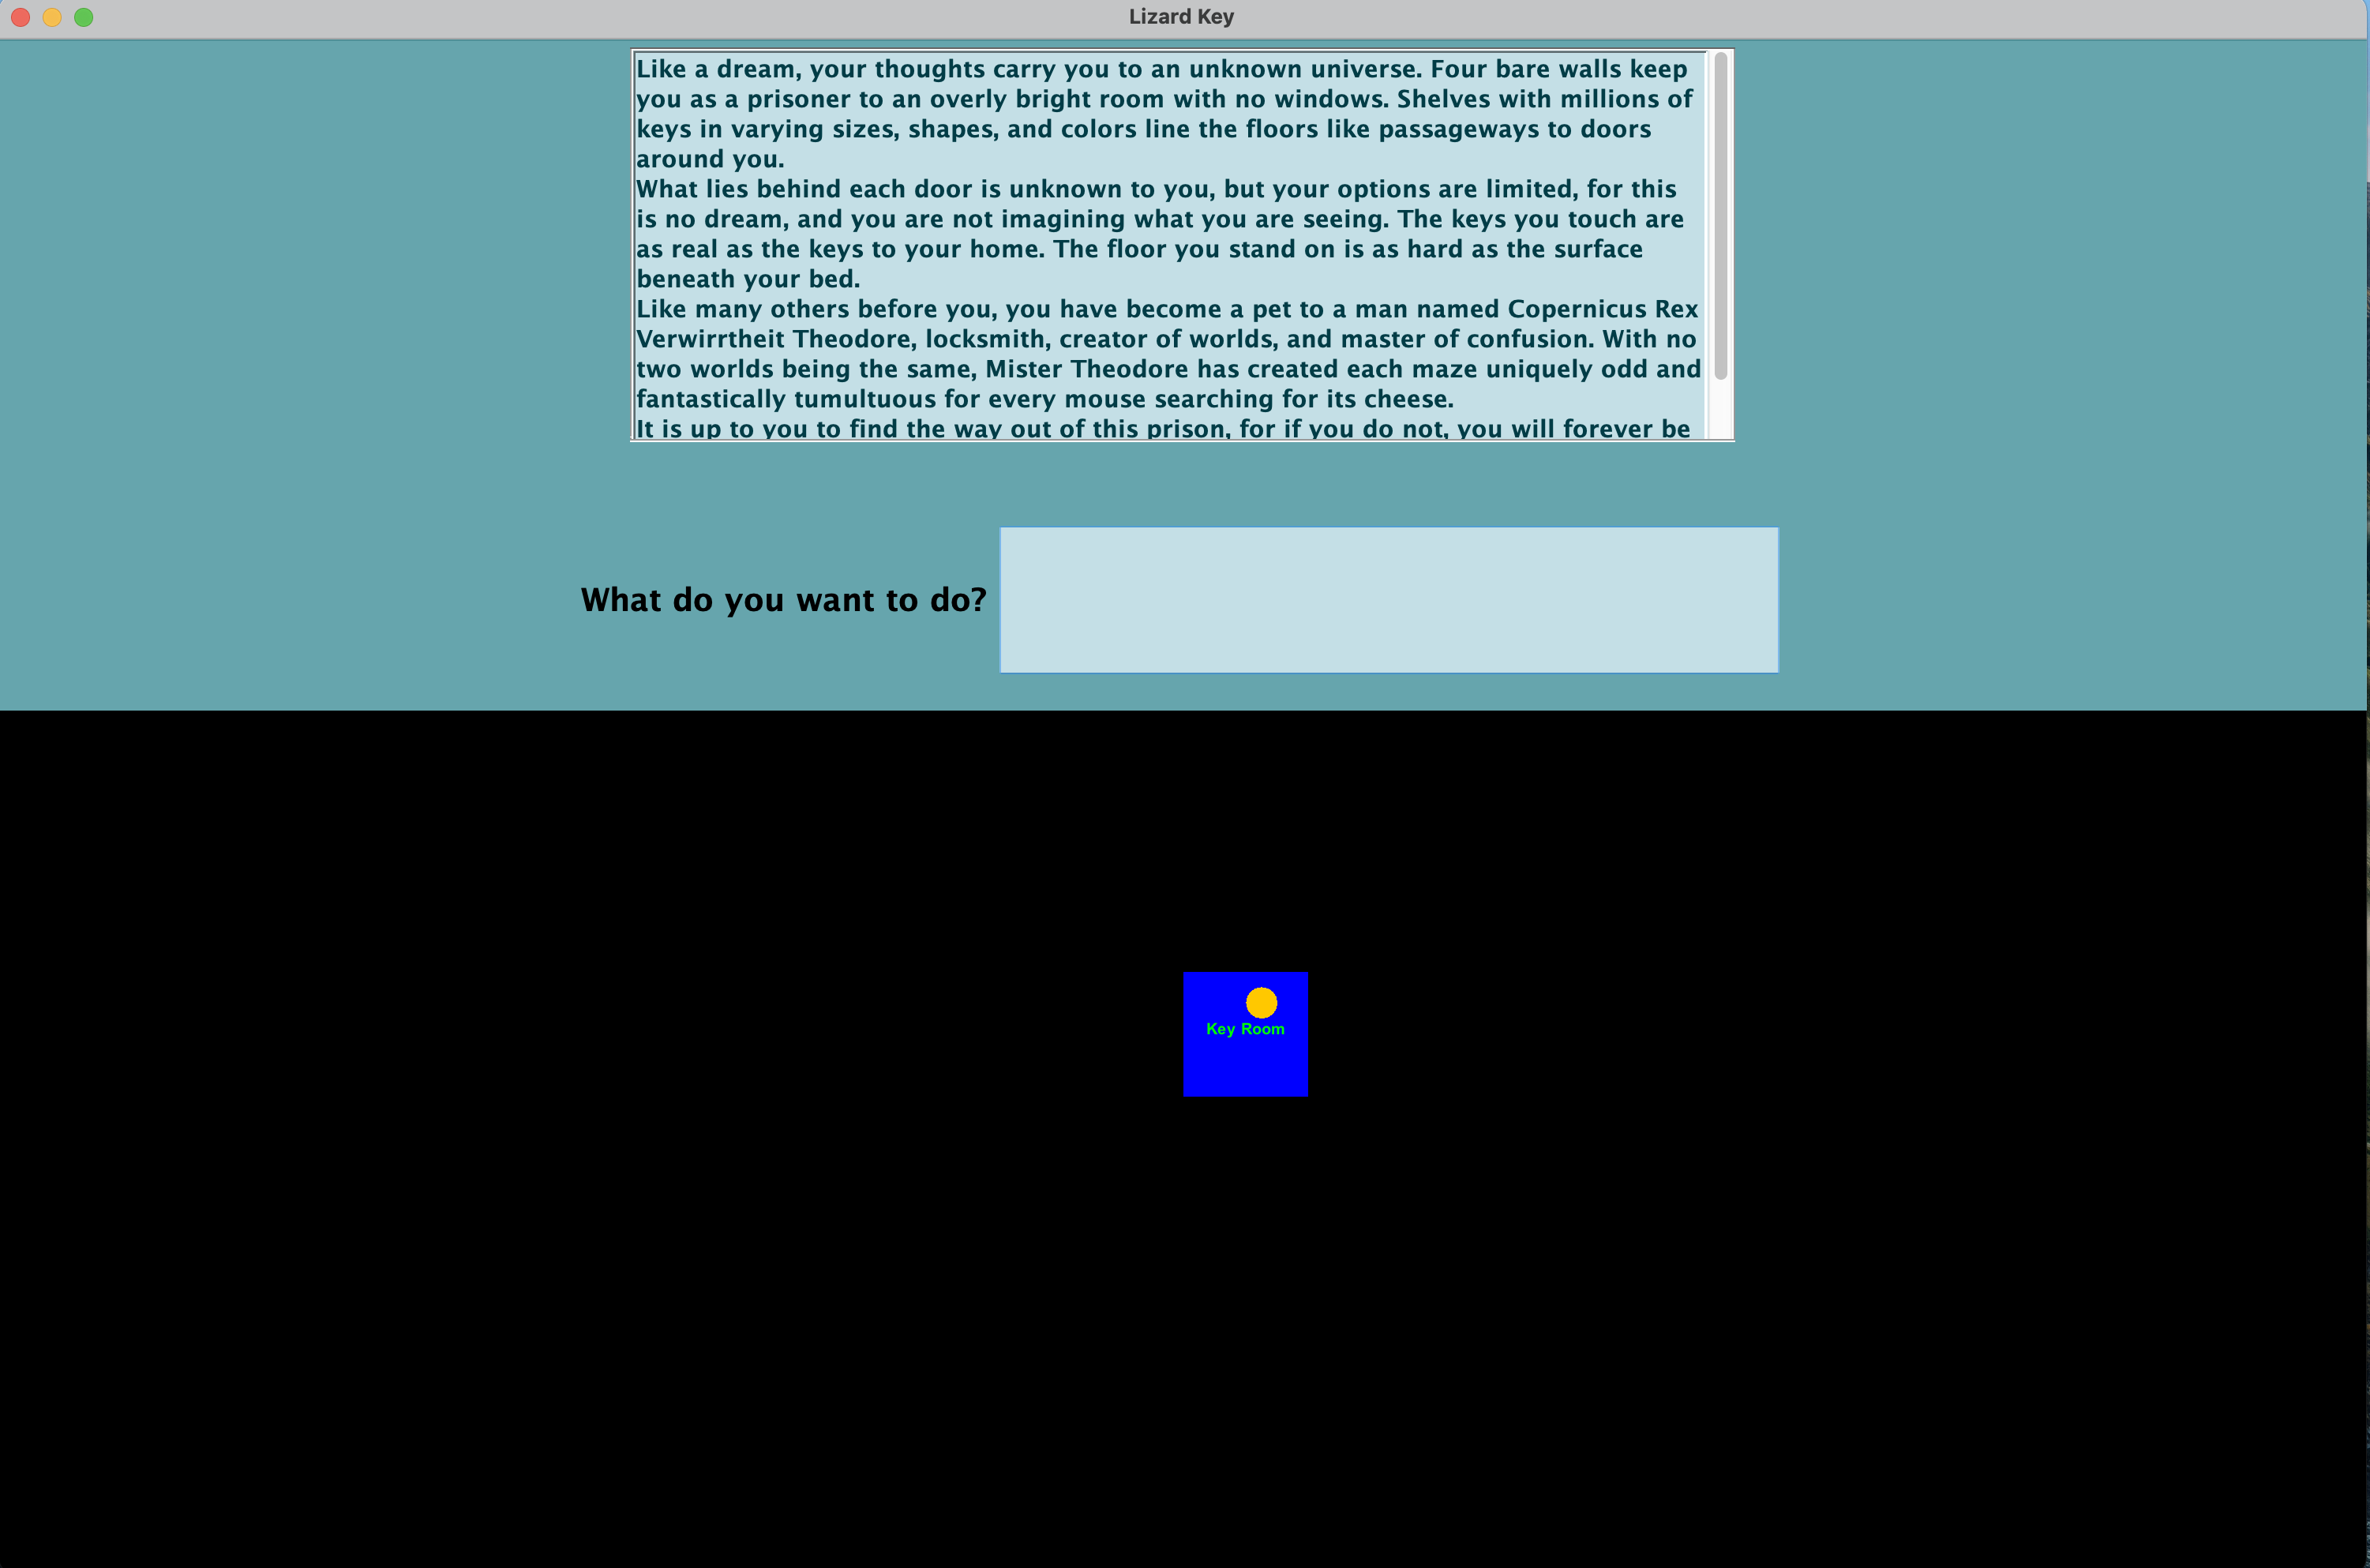 Lizard Key
Like a dream, your thoughts carry you to an unknown universe. Four bare walls keep
you as a prisoner to an overly bright room with no windows. Shelves with millions of
keys in varying sizes, shapes, and colors line the floors like passageways to doors
around you.
What lies behind each door is unknown to you, but your options are limited, for this
is no dream, and you are not imagining what you are seeing. The keys you touch are
as real as the keys to your home. The floor you stand on is as hard as the surface
beneath your bed.
Like many others before you, you have become a pet to a man named Copernicus Rex
Verwirrtheit Theodore, locksmith, creator of worlds, and master of confusion. With no
two worlds being the same, Mister Theodore has created each maze uniquely odd and
fantastically tumultuous for every mouse searching for its cheese.
It is up to you to find the way out of this prison, for if you do not, you will forever be
What do you want to do?
Key Room